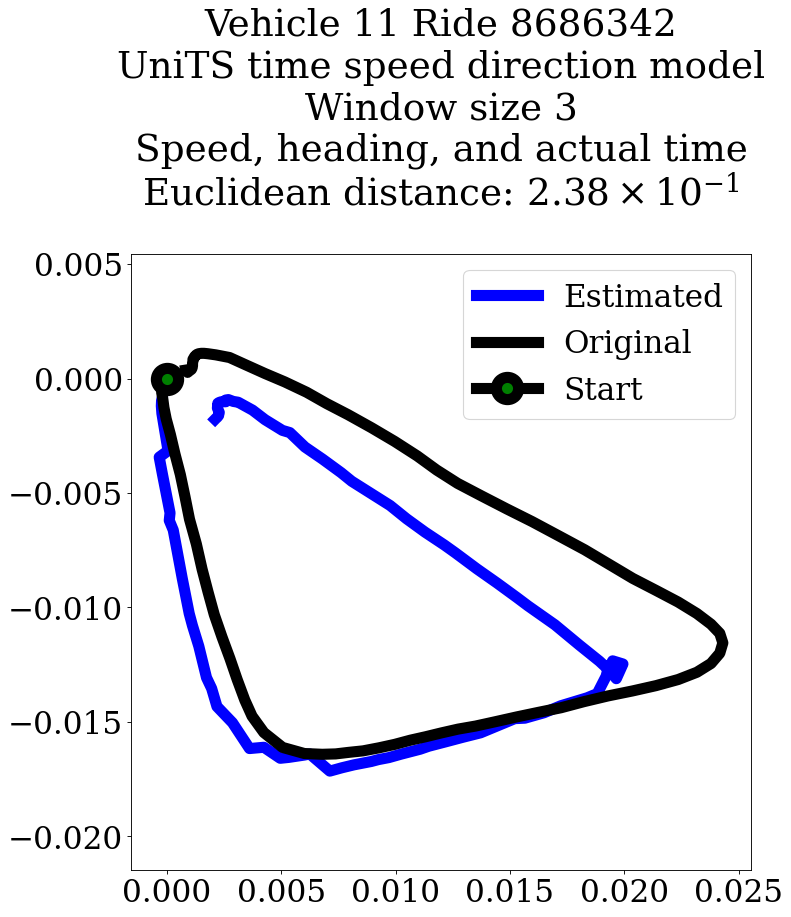 Vehicle 11 Ride 8686342
UniTS time speed direction model
Window size 3
Speed, heading, and actual time
Euclidean distance: 2.38 × 10⁻¹
0.005
0.000
−0.005
−0.010
−0.015
−0.020
Estimated
Original
Start
0.000 0.005 0.010 0.015 0.020 0.025